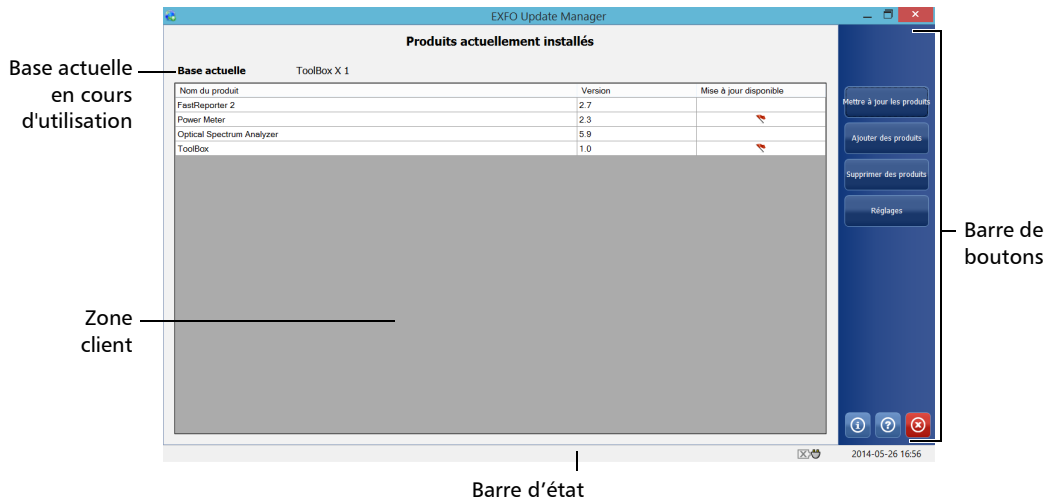 EXFO Update Manager
Produits actuellement installés
Base actuelle
en cours
d'utilisation
Base actuelle ToolBox X 1
Nom du produit Version Mise à jour disponible
FastReporter 2 2.7
Power Meter 2.3
Optical Spectrum Analyzer 5.9
ToolBox 1.0
Mettre à jour les produits
Ajouter des produits
Supprimer des produits
Réglages
Barre de
boutons
Zone
client
2014-05-26 16:56
Barre d’état